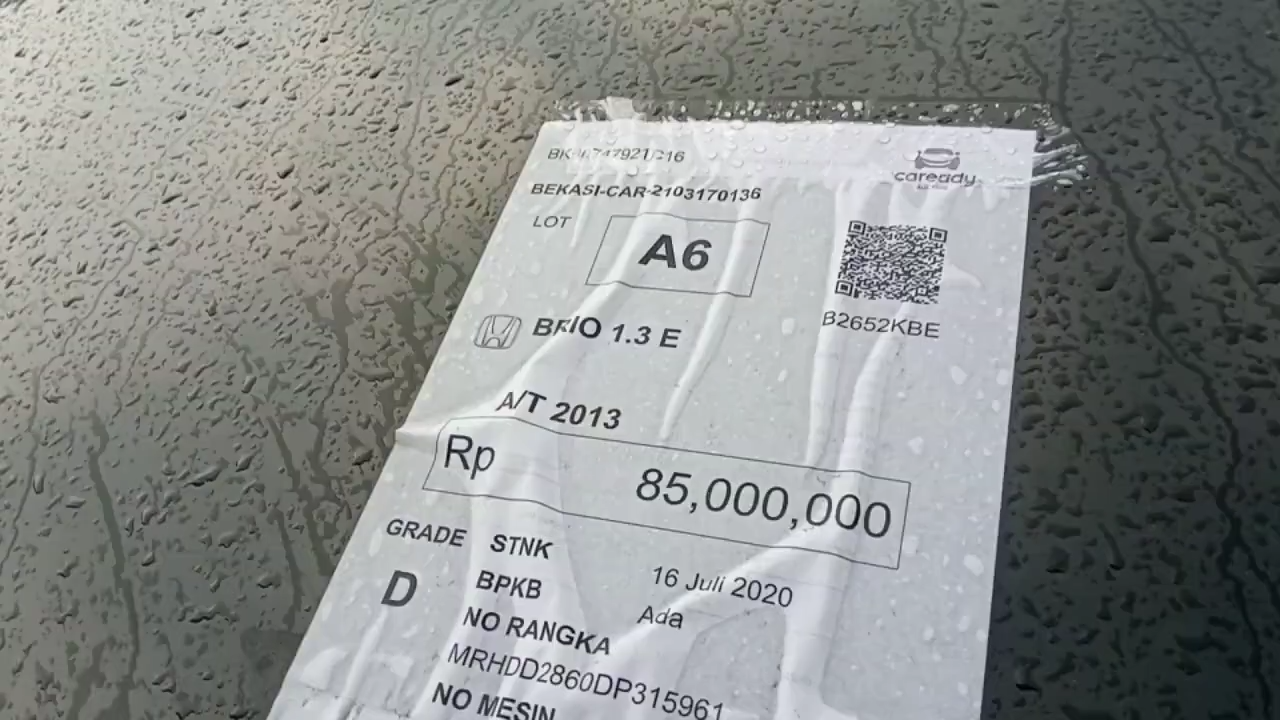 BEKASI-CAR-2103170136
caready
LOT
A6
B2652KBE
BRIO 1.3 E
A/T 2013
Rp 85,000,000
GRADE
D
STNK 16 Juli 2020
BPKB Ada
NO RANGKA
MRHDD2860DP315961
NO MESIN